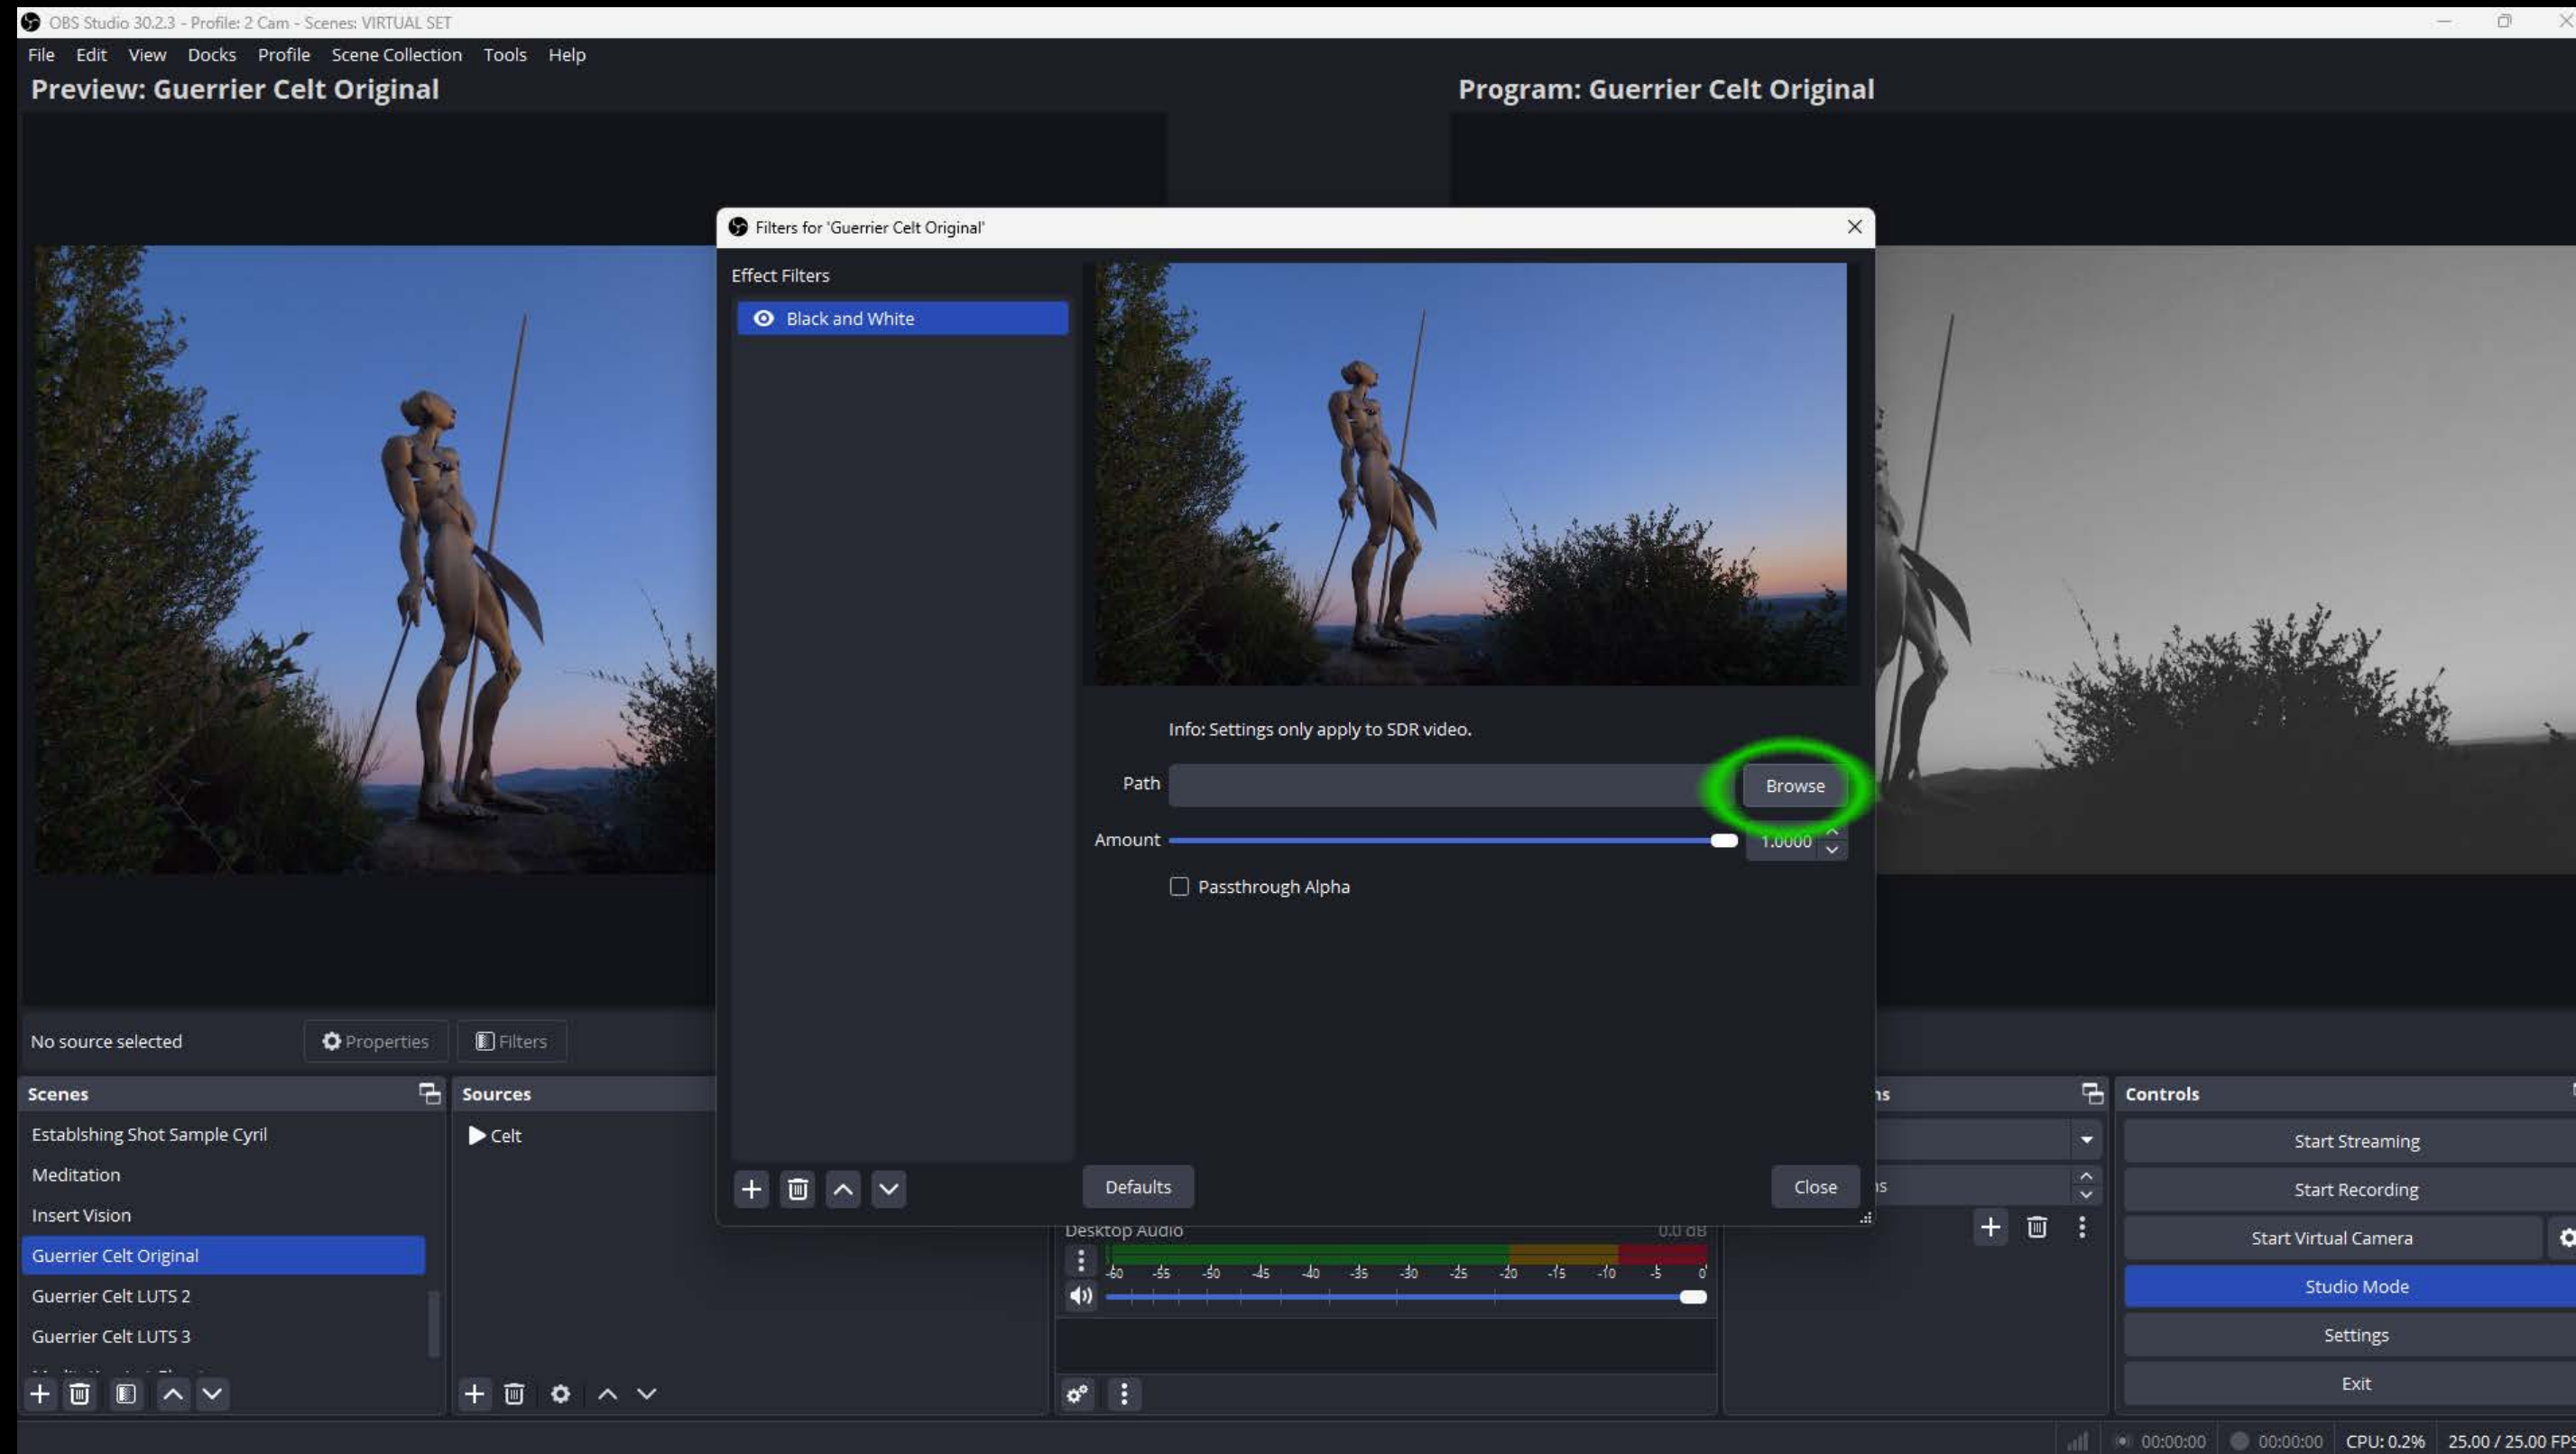 OBS Studio 30.2.3 - Profile: 2 Cam - Scenes: VIRTUAL SET
File Edit View Docks Profile Scene Collection Tools Help
Preview: Guerrier Celt Original
Program: Guerrier Celt Original
Filters for 'Guerrier Celt Original'
Effect Filters
Black and White
Info: Settings only apply to SDR video.
Path
Browse
Amount
1.0000
Passthrough Alpha
Defaults
Close
No source selected
Properties
Filters
Scenes
Establshing Shot Sample Cyril
Meditation
Insert Vision
Guerrier Celt Original
Guerrier Celt LUTS 2
Guerrier Celt LUTS 3
Sources
Celt
Desktop Audio
0.0 dB
-60 -55 -50 -45 -40 -35 -30 -25 -20 -15 -10 -5 0
ns
ns
Controls
Start Streaming
Start Recording
Start Virtual Camera
Studio Mode
Settings
Exit
00:00:00
00:00:00
CPU: 0.2%
25.00 / 25.00 FPS